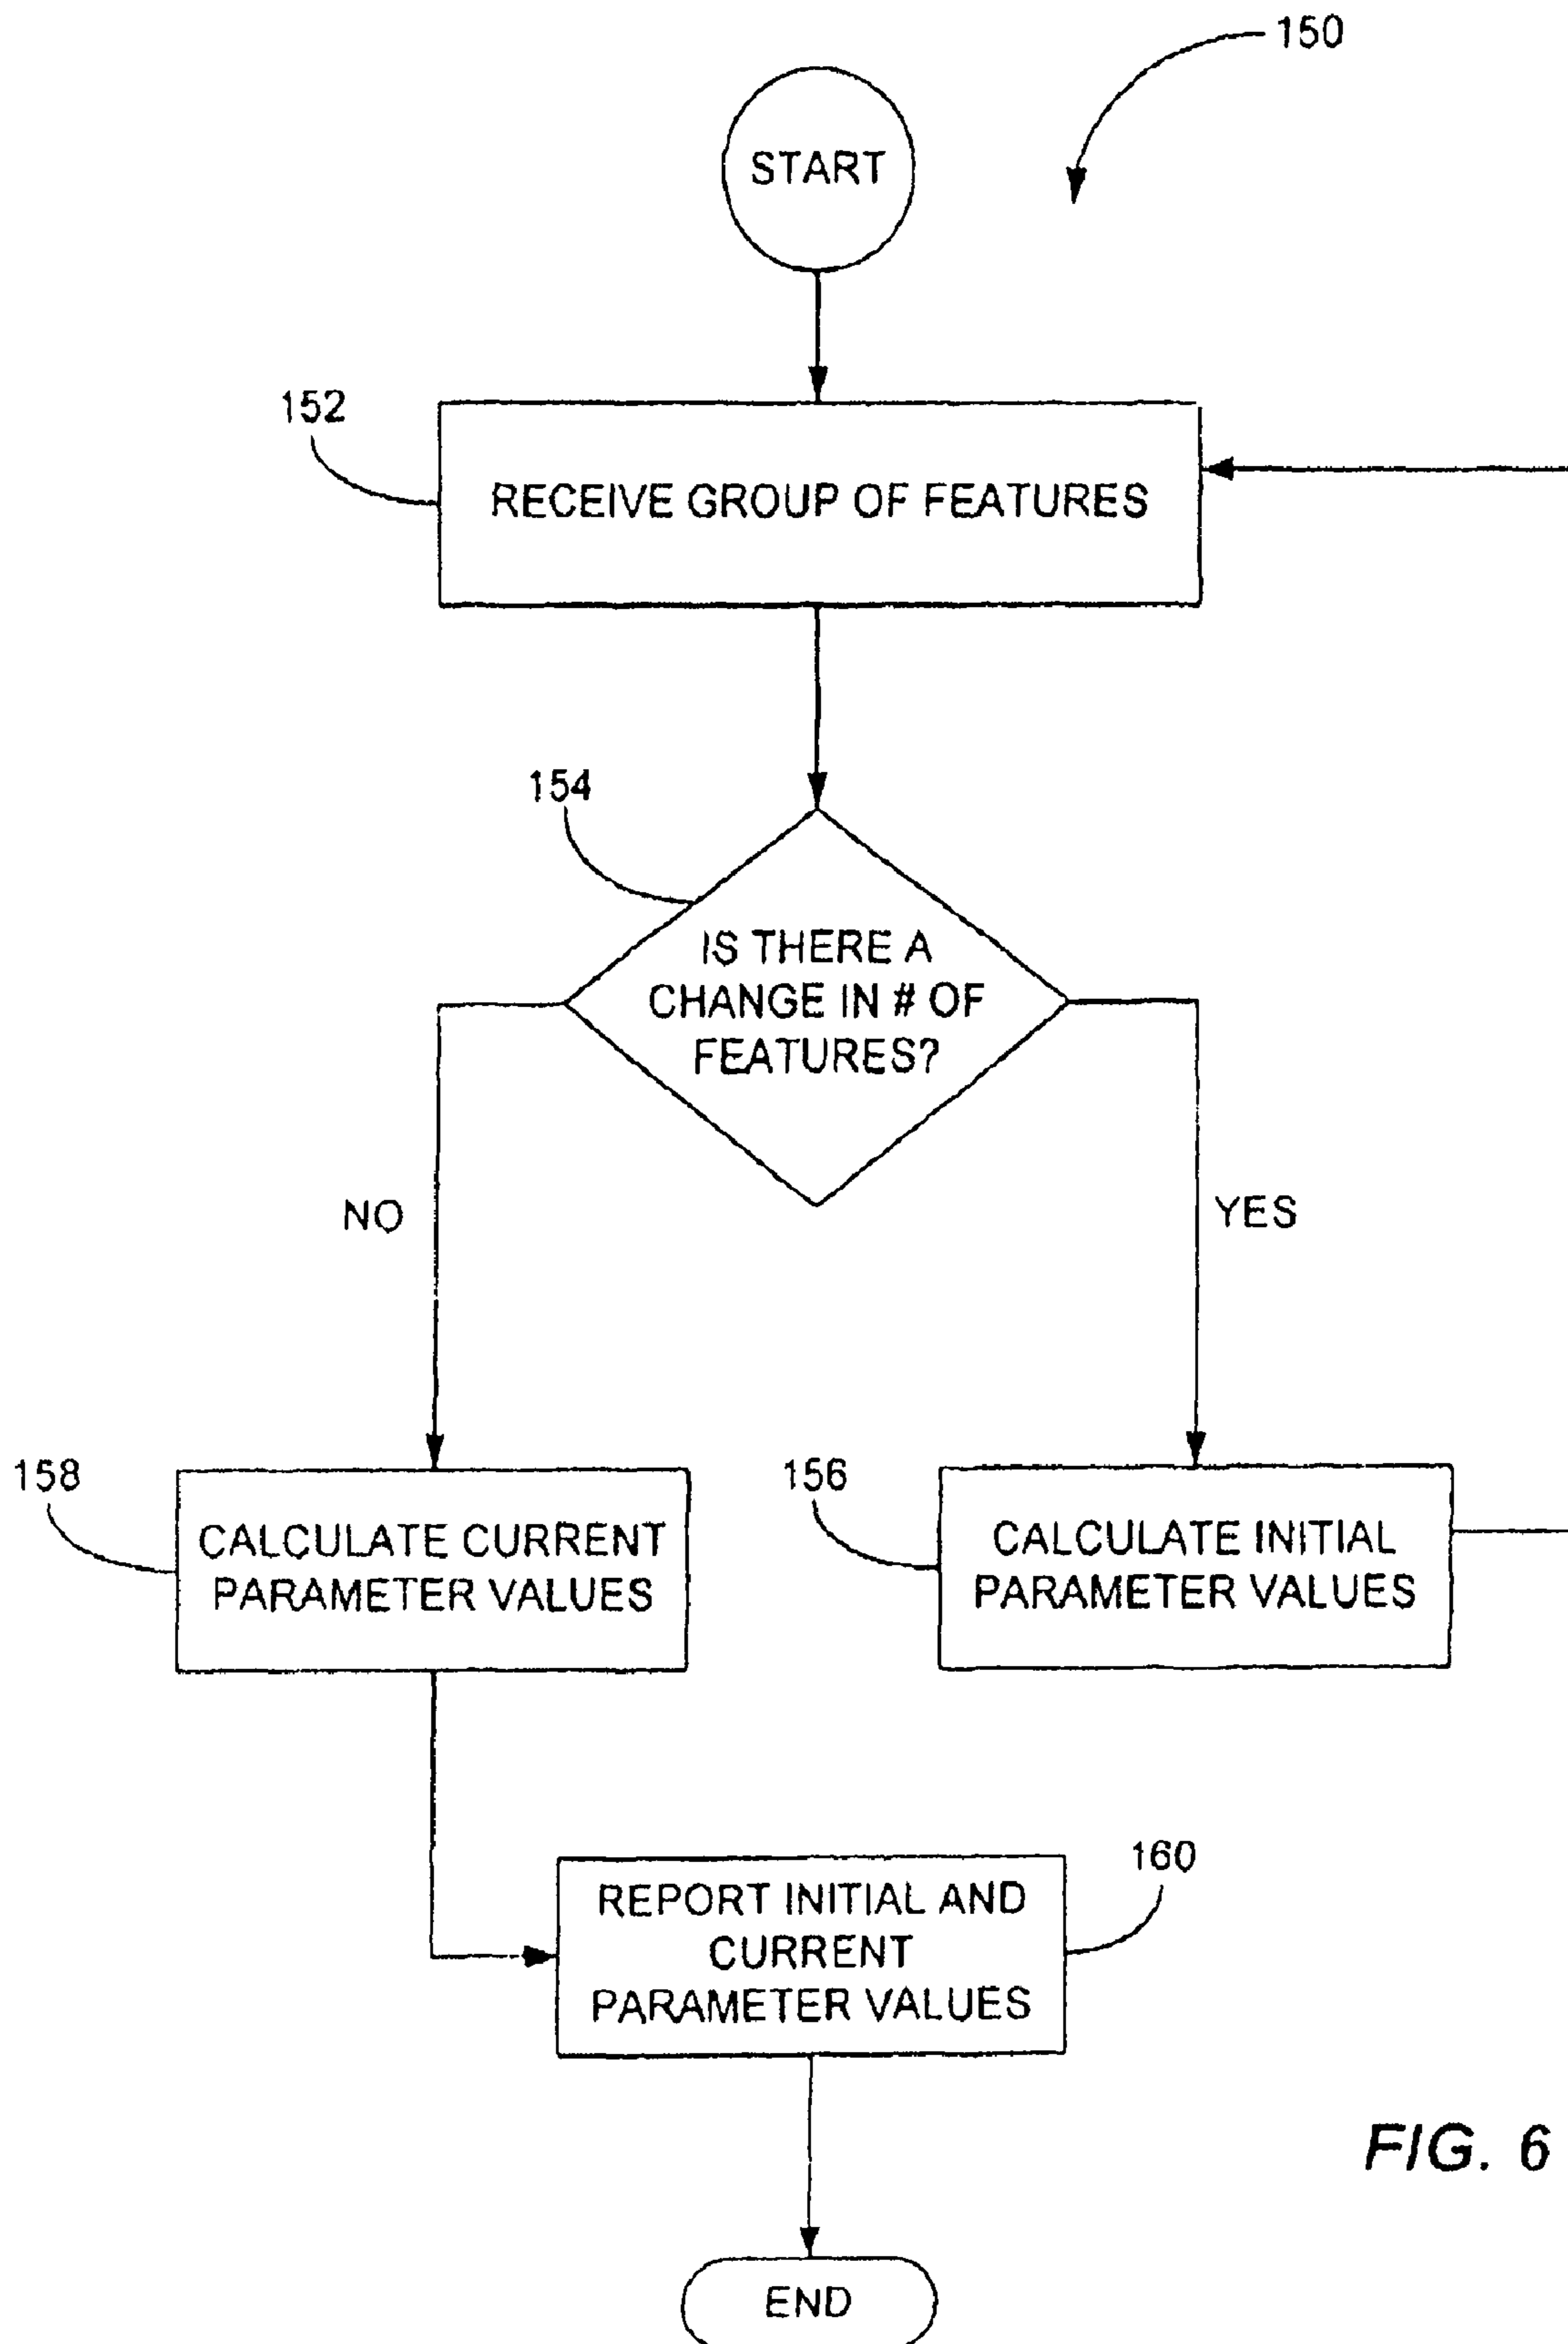 150
START
152
RECEIVE GROUP OF FEATURES
154
IS THERE A
CHANGE IN # OF
FEATURES?
NO
YES
158
CALCULATE CURRENT
PARAMETER VALUES
156
CALCULATE INITIAL
PARAMETER VALUES
160
REPORT INITIAL AND
CURRENT
PARAMETER VALUES
FIG. 6
END